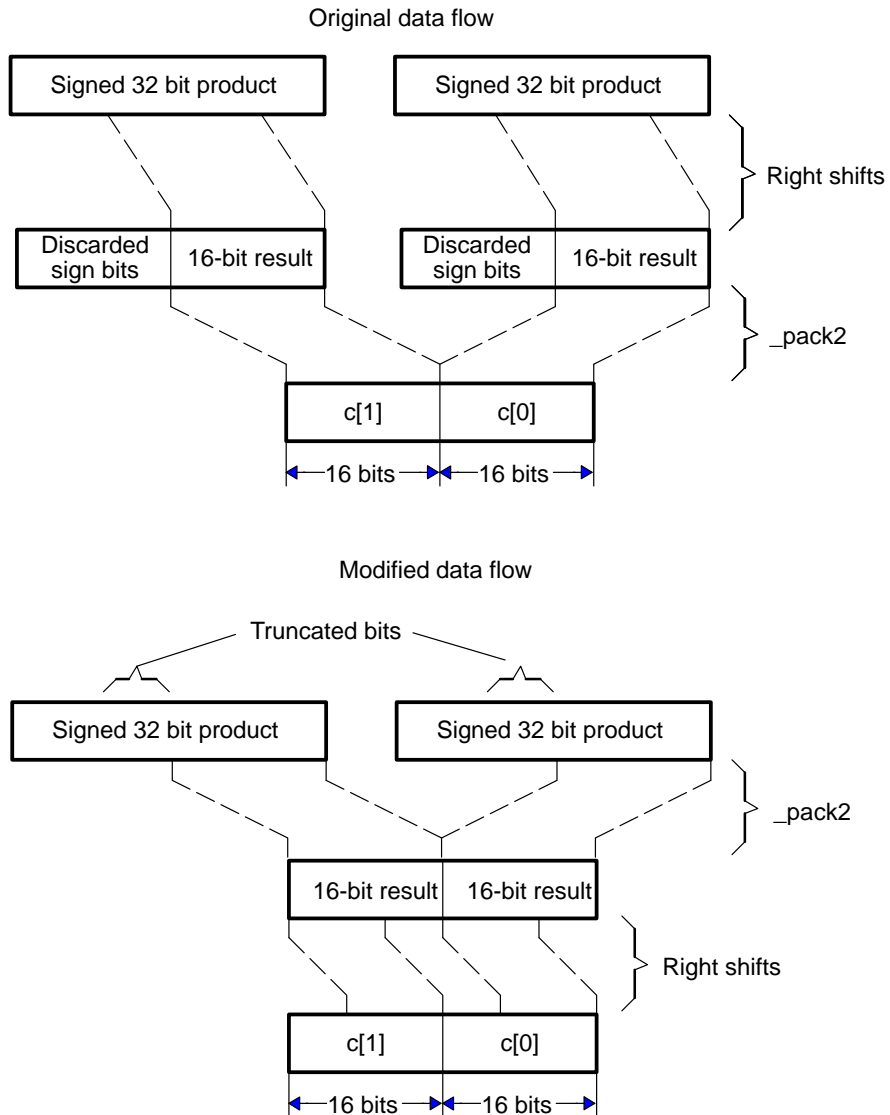 Original data flow
Signed 32 bit product
Signed 32 bit product
Right shifts
Discarded
sign bits
16-bit result
Discarded
sign bits
16-bit result
_pack2
c[1]
c[0]
16 bits
16 bits
Modified data flow
Truncated bits
Signed 32 bit product
Signed 32 bit product
_pack2
16-bit result
16-bit result
Right shifts
c[1]
c[0]
16 bits
16 bits